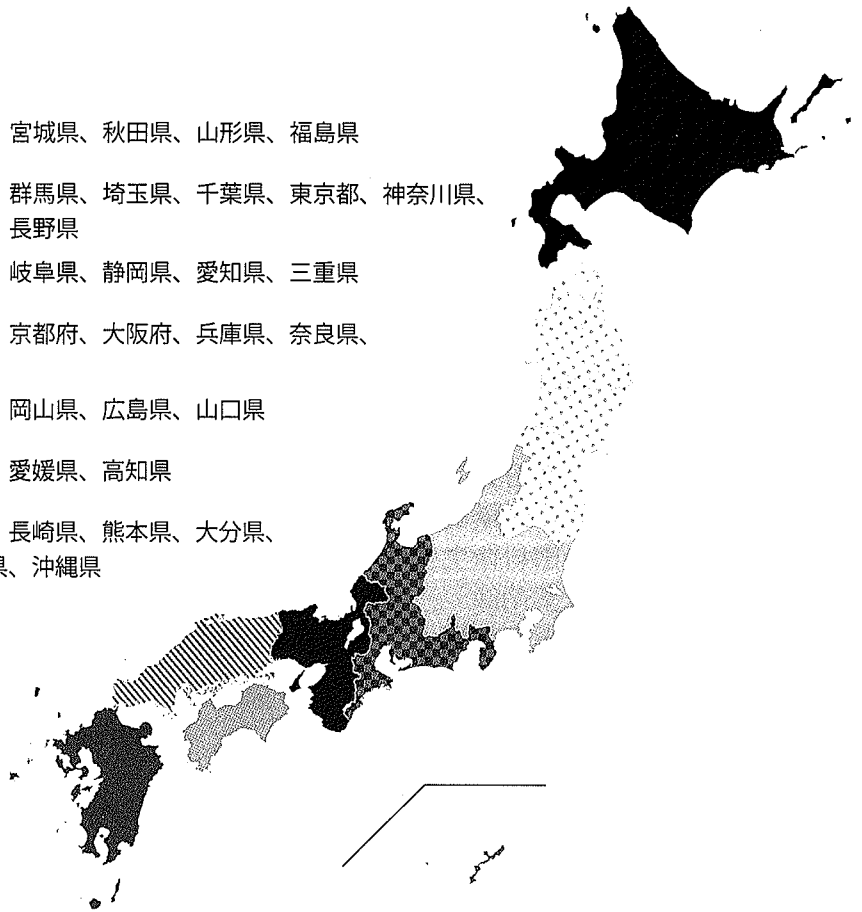 宮城県、秋田県、山形県、福島県
群馬県、埼玉県、千葉県、東京都、神奈川県、
長野県
岐阜県、静岡県、愛知県、三重県
京都府、大阪府、兵庫県、奈良県、
岡山県、広島県、山口県
愛媛県、高知県
長崎県、熊本県、大分県、
県、沖縄県